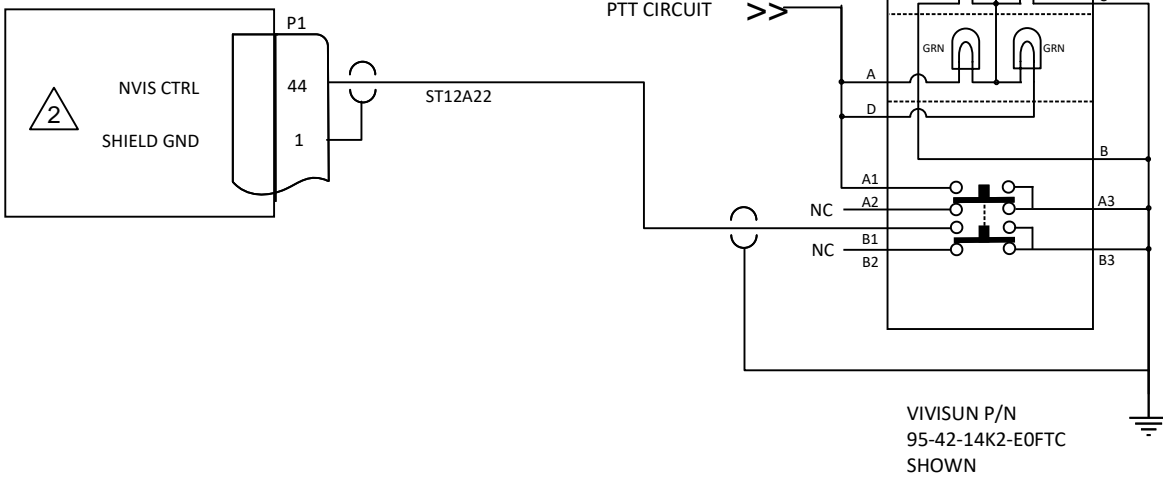 PTT CIRCUIT >>
P1
GRN GRN
NVIS CTRL 44
A
ST12A22
2
D
SHIELD GND 1
B
A1
NC A2 A3
B1
NC B2 B3
VIVISUN P/N
95-42-14K2-E0FTC
SHOWN